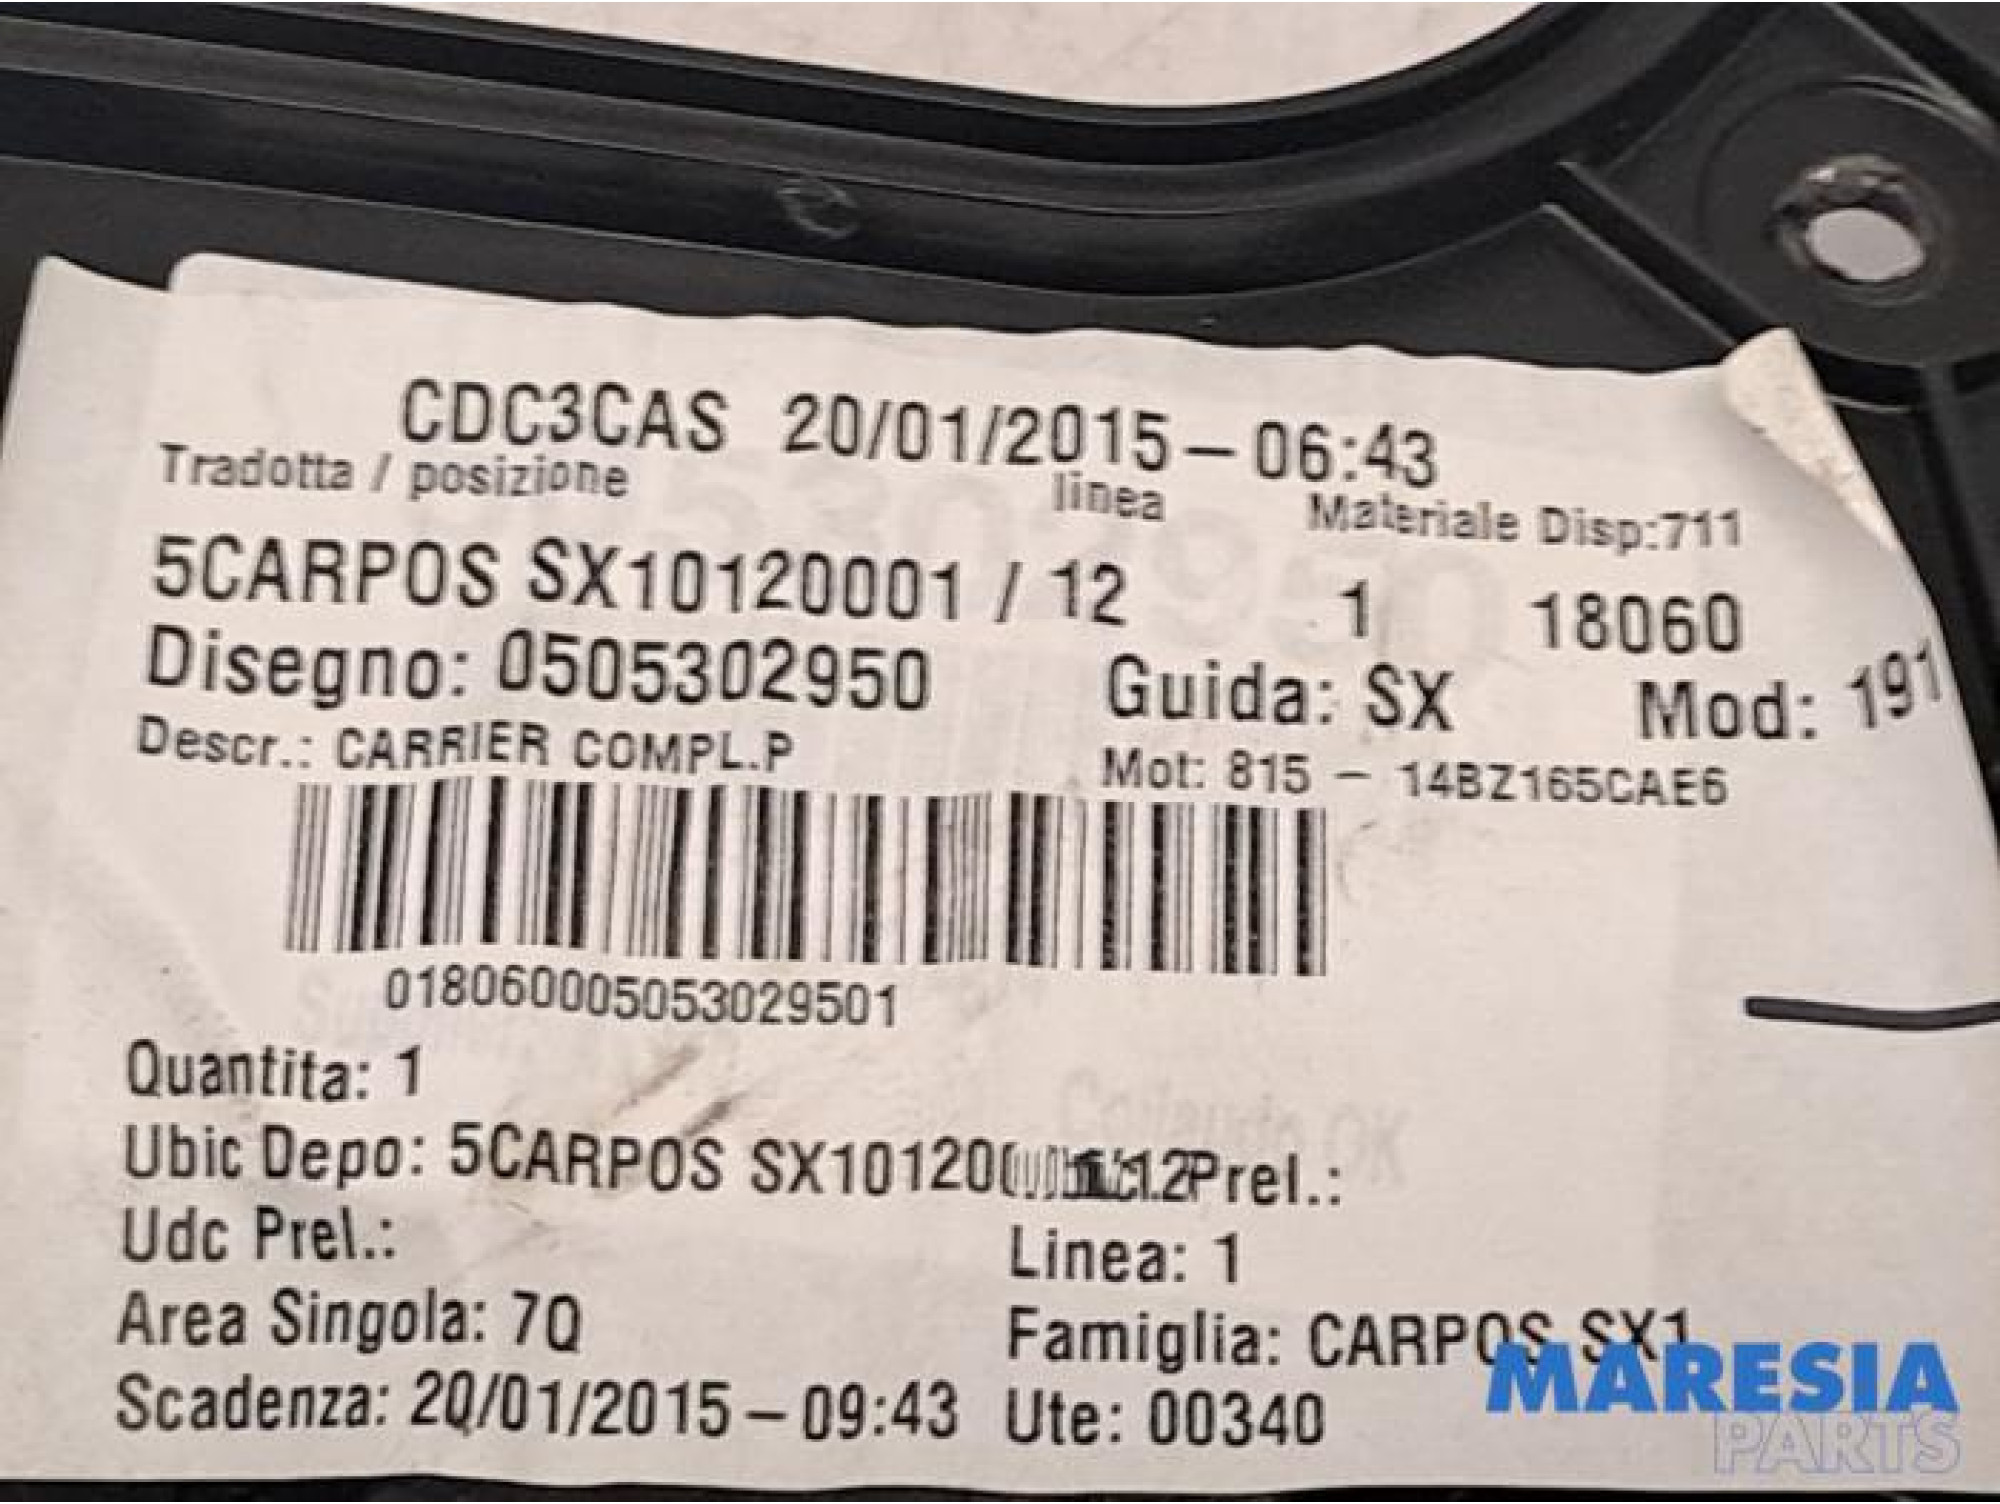 CDC3CAS 20/01/2015-06:43
Tradotta / posizione linea Materiale Disp:711
5CARPOS SX10120001 / 12 1 18060
Disegno: 0505302950 Guida: SX Mod: 191
Descr.: CARRIER COMPL.P Mot: 815 - 14BZ165CAE6
018060005053029501
Quantita: 1
Ubic Depo: 5CARPOS Prel.:
Udc Prel.: Linea: 1
Area Singola: 7Q Famiglia: CARPOS SX1
Scadenza: 20/01/2015-09:43 Ute: 00340
MARESIA
PARTS